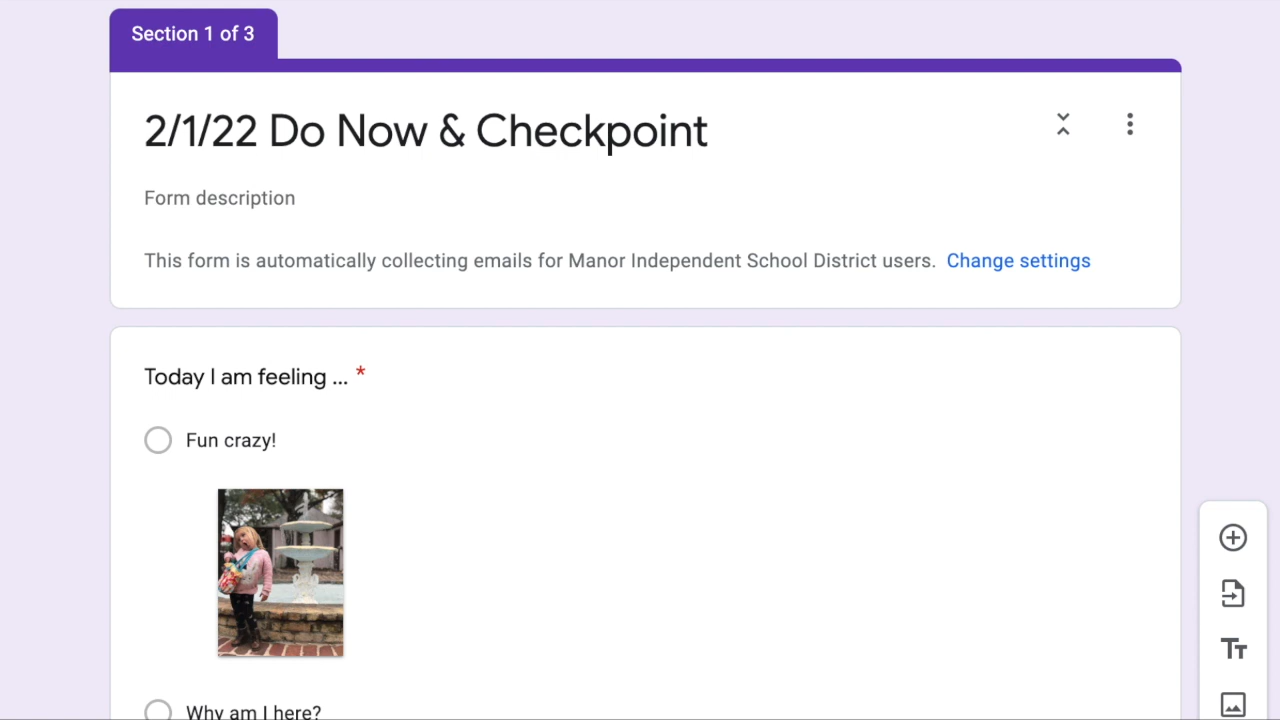 Section 1 of 3
2/1/22 Do Now & Checkpoint
Form description
This form is automatically collecting emails for Manor Independent School District users. Change settings
Today I am feeling ... *
Fun crazy!
Why am I here?